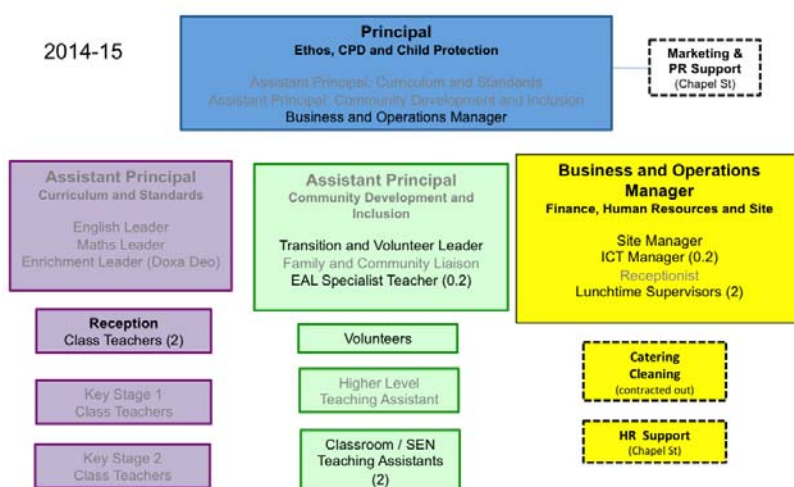 2014-15
Principal
Ethos, CPD and Child Protection
Assistant Principal: Curriculum and Standards
Assistant Principal: Community Development and Inclusion
Business and Operations Manager
Marketing &
PR Support
(Chapel St)
Assistant Principal
Curriculum and Standards
English Leader
Maths Leader
Enrichment Leader (Doxa Deo)
Reception
Class Teachers (2)
Key Stage 1
Class Teachers
Key Stage 2
Class Teachers
Assistant Principal
Community Development and
Inclusion
Transition and Volunteer Leader
Family and Community Liaison
EAL Specialist Teacher (0.2)
Volunteers
Higher Level
Teaching Assistant
Classroom / SEN
Teaching Assistants
(2)
Business and Operations
Manager
Finance, Human Resources and Site
Site Manager
ICT Manager (0.2)
Receptionist
Lunchtime Supervisors (2)
Catering
Cleaning
(contracted out)
HR Support
(Chapel St)